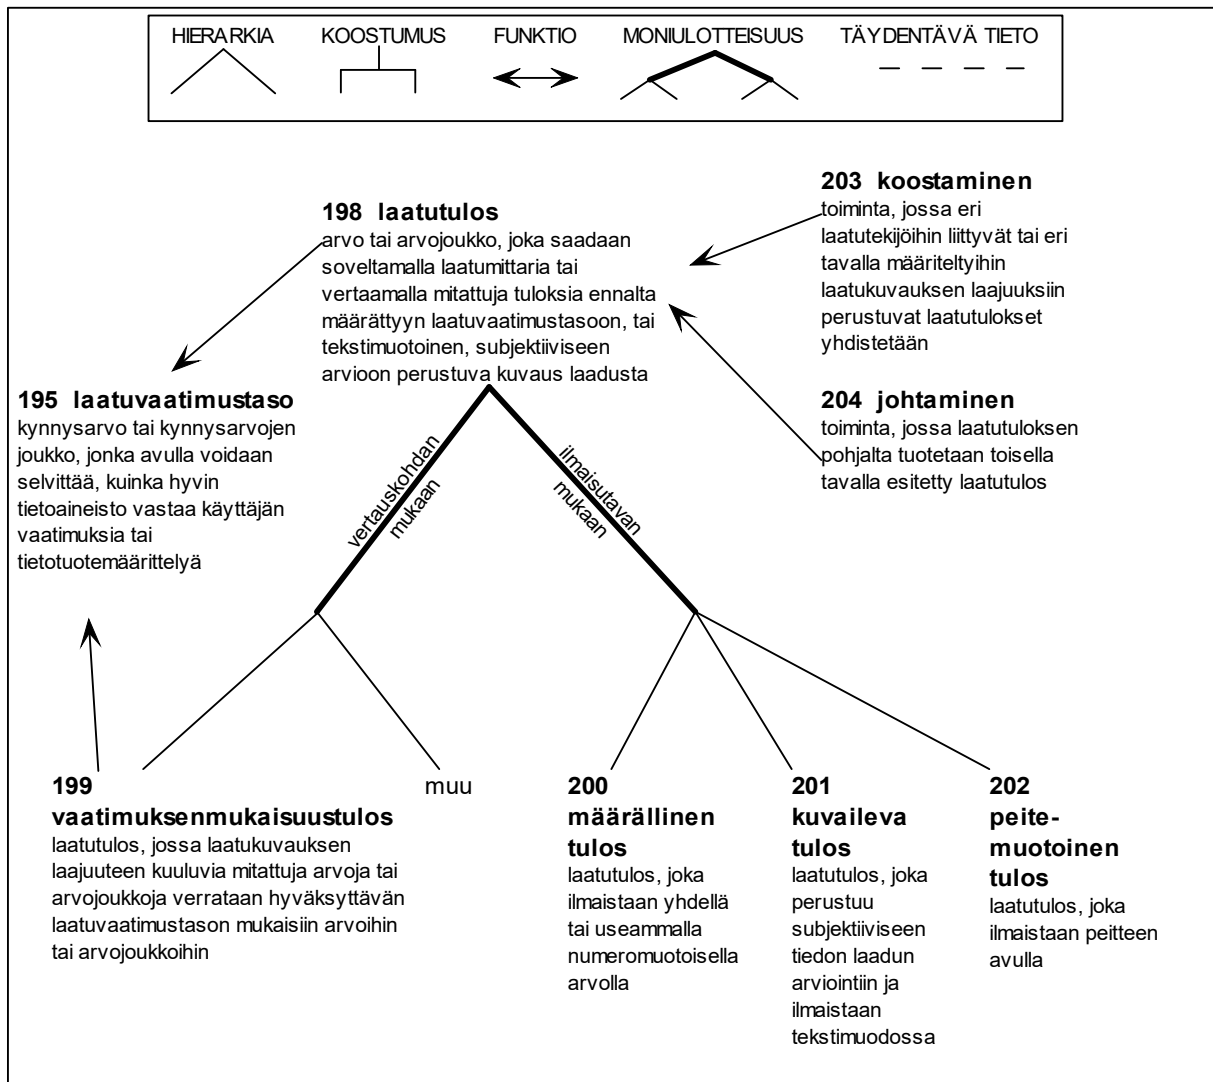 HIERARKIA KOOSTUMUS FUNKTIO MONIULOTTEISUUS TÄYDENTÄVÄ TIETO
203 koostaminen
toiminta, jossa eri
laatutekijöihin liittyvät tai eri
tavalla määriteltyihin
laatukuvauksen laajuuksiin
perustuvat laatutulokset
yhdistetään
198 laatutulos
arvo tai arvojoukko, joka saadaan
soveltamalla laatumittaria tai
vertaamalla mitattuja tuloksia ennalta
määrättyyn laatuvaatimustasoon, tai
tekstimuotoinen, subjektiiviseen
arvioon perustuva kuvaus laadusta
195 laatuvaatimustaso
kynnysarvo tai kynnysarvojen
joukko, jonka avulla voidaan
selvittää, kuinka hyvin
tietoaineisto vastaa käyttäjän
vaatimuksia tai
tietotuotemäärittelyä
204 johtaminen
toiminta, jossa laatutuloksen
pohjalta tuotetaan toisella
tavalla esitetty laatutulos
vertauskohdan
mukaan
ilmaisutavan
mukaan
199
vaatimuksenmukaisuustulos
laatutulos, jossa laatukuvauksen
laajuuteen kuuluvia mitattuja arvoja tai
arvojoukkoja verrataan hyväksyttävän
laatuvaatimustason mukaisiin arvoihin
tai arvojoukkoihin
muu
200
määrällinen
tulos
laatutulos, joka
ilmaistaan yhdellä
tai useammalla
numeromuotoisella
arvolla
201
kuvaileva
tulos
laatutulos, joka
perustuu
subjektiiviseen
tiedon laadun
arviointiin ja
ilmaistaan
tekstimuodossa
202
peite-
muotoinen
tulos
laatutulos, joka
ilmaistaan peitteen
avulla